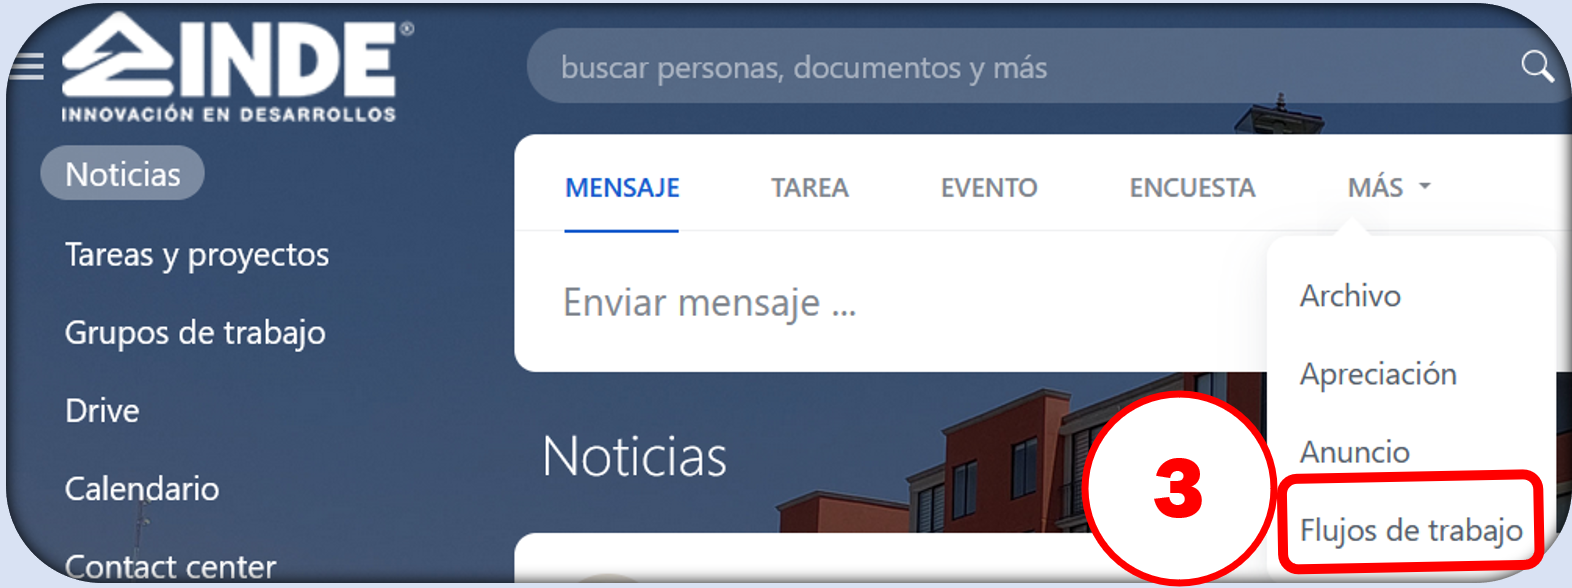 INDE®
INNOVACIÓN EN DESARROLLOS
buscar personas, documentos y más
Noticias
Tareas y proyectos
Grupos de trabajo
Drive
Calendario
Contact center
MENSAJE TAREA EVENTO ENCUESTA MÁS
Enviar mensaje ...
Archivo
Apreciación
Anuncio
Flujos de trabajo
Noticias
3